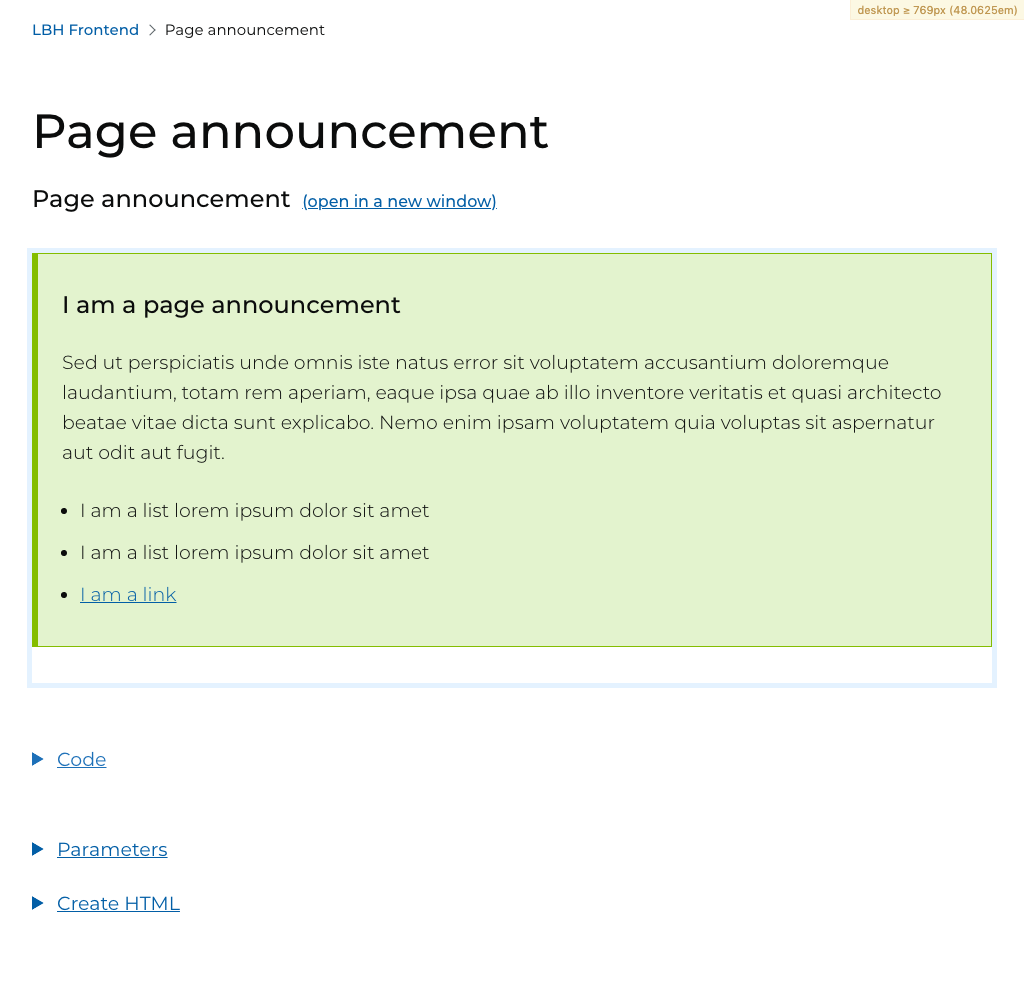 desktop ≥ 769px (48.0625em)
LBH Frontend > Page announcement
Page announcement
Page announcement (open in a new window)
I am a page announcement
Sed ut perspiciatis unde omnis iste natus error sit voluptatem accusantium doloremque
laudantium, totam rem aperiam, eaque ipsa quae ab illo inventore veritatis et quasi architecto
beatae vitae dicta sunt explicabo. Nemo enim ipsam voluptatem quia voluptas sit aspernatur
aut odit aut fugit.
I am a list lorem ipsum dolor sit amet
I am a list lorem ipsum dolor sit amet
I am a link
Code
Parameters
Create HTML